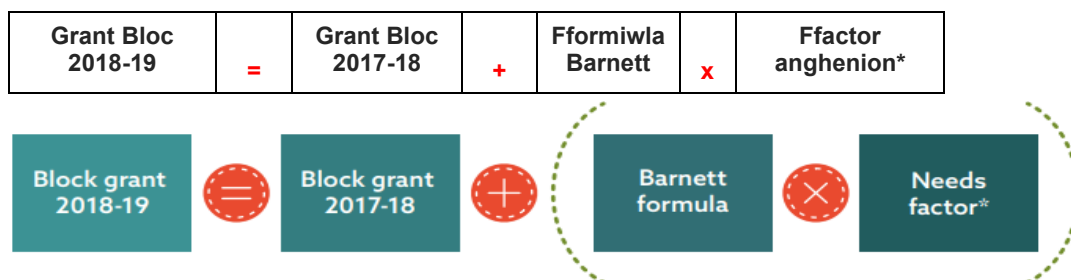 Grant Bloc
2018-19
=
Grant Bloc
2017-18
+
Fformiwla
Barnett
x
Ffactor
anghenion*
Block grant
2018-19
=
Block grant
2017-18
+
(
Barnett
formula
×
Needs
factor*
)